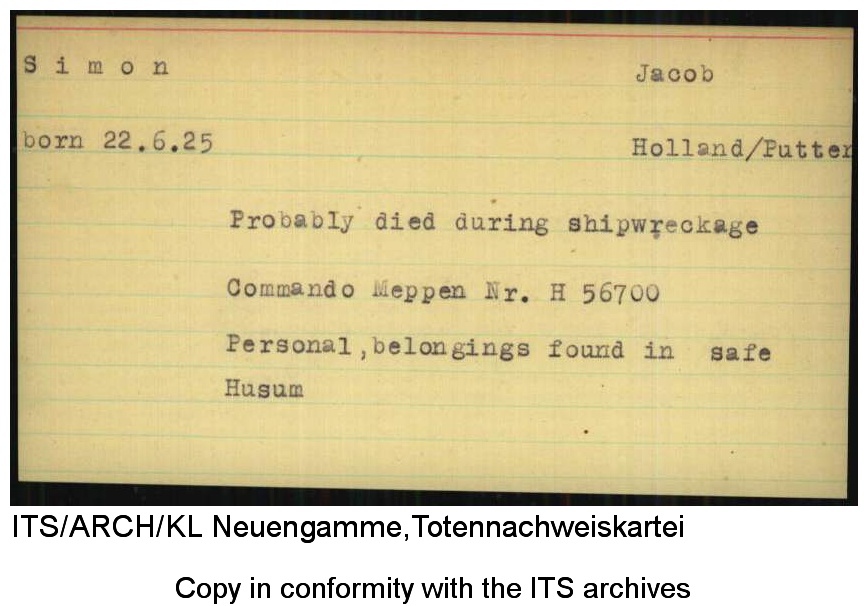 S i m o n Jacob
born 22.6.25 Holland/Putten
Probably died during shipwreckage
Commando Meppen Nr. H 56700
Personal,belongings found in safe
Husum
ITS/ARCH/KL Neuengamme,Totennachweiskartei
Copy in conformity with the ITS archives